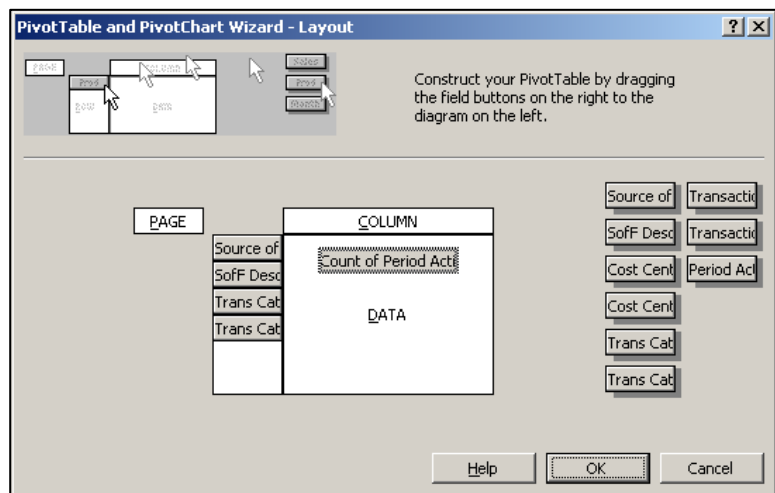 PivotTable and PivotChart Wizard - Layout
? X
PAGE
COLUMN
Sales
Prod
Prod
Month
ROW
DATA
Construct your PivotTable by dragging
the field buttons on the right to the
diagram on the left.
PAGE
COLUMN
Source of
SofF Desc
Trans Cat
Trans Cat
Count of Period Acti
DATA
Source of Transactio
SofF Desc Transactio
Cost Cent Period Act
Cost Cent
Trans Cat
Trans Cat
Help
OK
Cancel